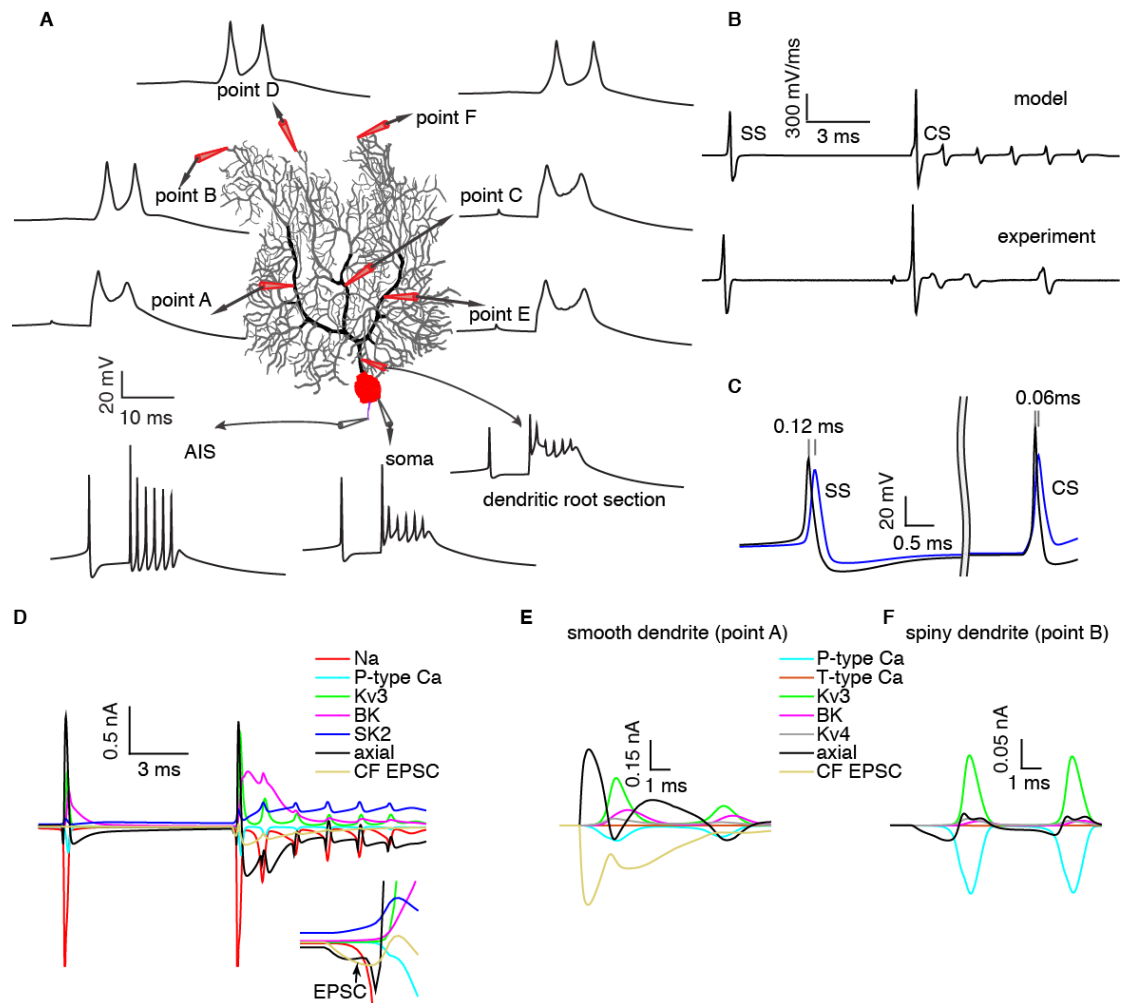 A
point D
point F
point B
point C
point A
point E
20 mV
10 ms
AIS
soma
dendritic root section
B
300 mV/ms
3 ms
SS
CS
model
experiment
C
0.12 ms
0.06ms
SS
CS
20 mV
0.5 ms
D
Na
P-type Ca
Kv3
BK
SK2
axial
CF EPSC
0.5 nA
3 ms
EPSC
E
smooth dendrite (point A)
0.15 nA
1 ms
P-type Ca
T-type Ca
Kv3
BK
Kv4
axial
CF EPSC
F
spiny dendrite (point B)
0.05 nA
1 ms